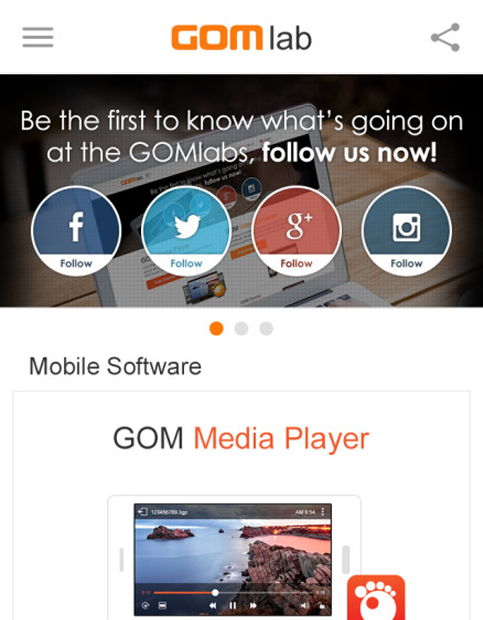 GOM lab
Be the first to know what's going on
at the GOMlabs, follow us now!
f
g+
Follow
Follow
Follow
Follow
Mobile Software
GOM Media Player
123456789.3gp
AM 9:54